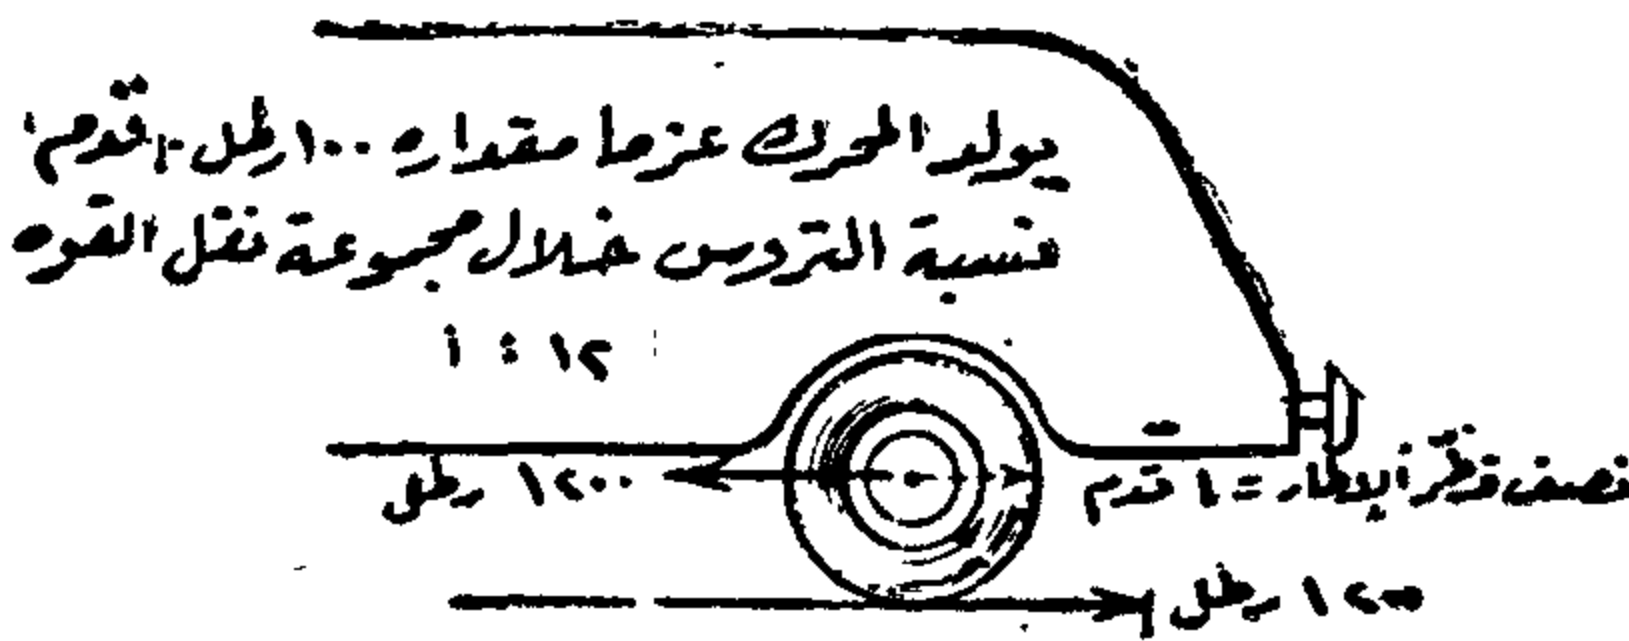 يولد المحرك عزما مقداره ١٠٠ رطل - قدم
نسبة التروس خلال مجموعة نقل القوه
١٢ : ١
١٢٠٠ رطل
نصف قطر الإطار = ١ قدم
١٢٠٠ رطل